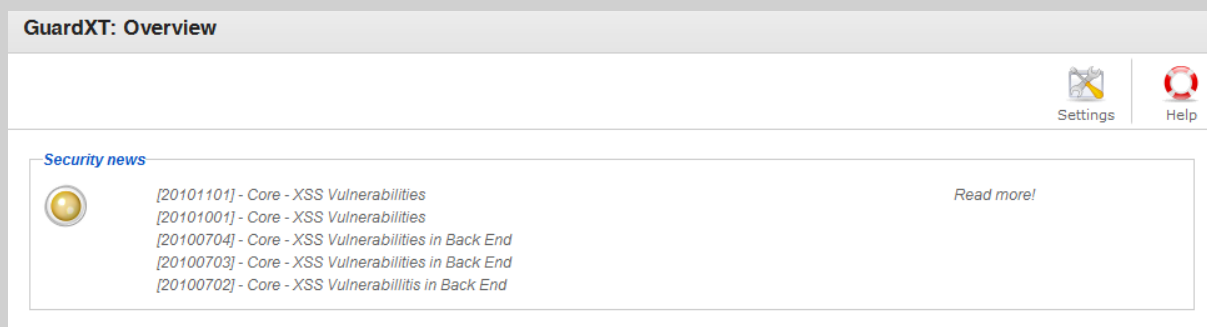 GuardXT: Overview
Settings
Help
Security news
[20101101] - Core - XSS Vulnerabilities
Read more!
[20101001] - Core - XSS Vulnerabilities
[20100704] - Core - XSS Vulnerabilities in Back End
[20100703] - Core - XSS Vulnerabilities in Back End
[20100702] - Core - XSS Vulnerabillitis in Back End